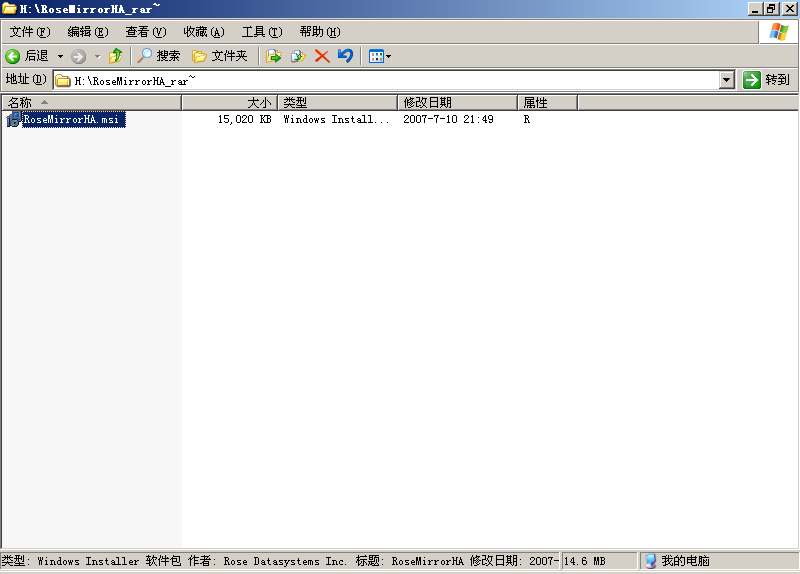 H:\RoseMirrorHA_rar~
文件(F) 编辑(E) 查看(V) 收藏(A) 工具(T) 帮助(H)
后退 搜索 文件夹
地址(D) H:\RoseMirrorHA_rar~ 转到
名称 大小 类型 修改日期 属性
RoseMirrorHA.msi 15,020 KB Windows Install... 2007-7-10 21:49 R
类型: Windows Installer 软件包 作者: Rose Datasystems Inc. 标题: RoseMirrorHA 修改日期: 2007- 14.6 MB 我的电脑